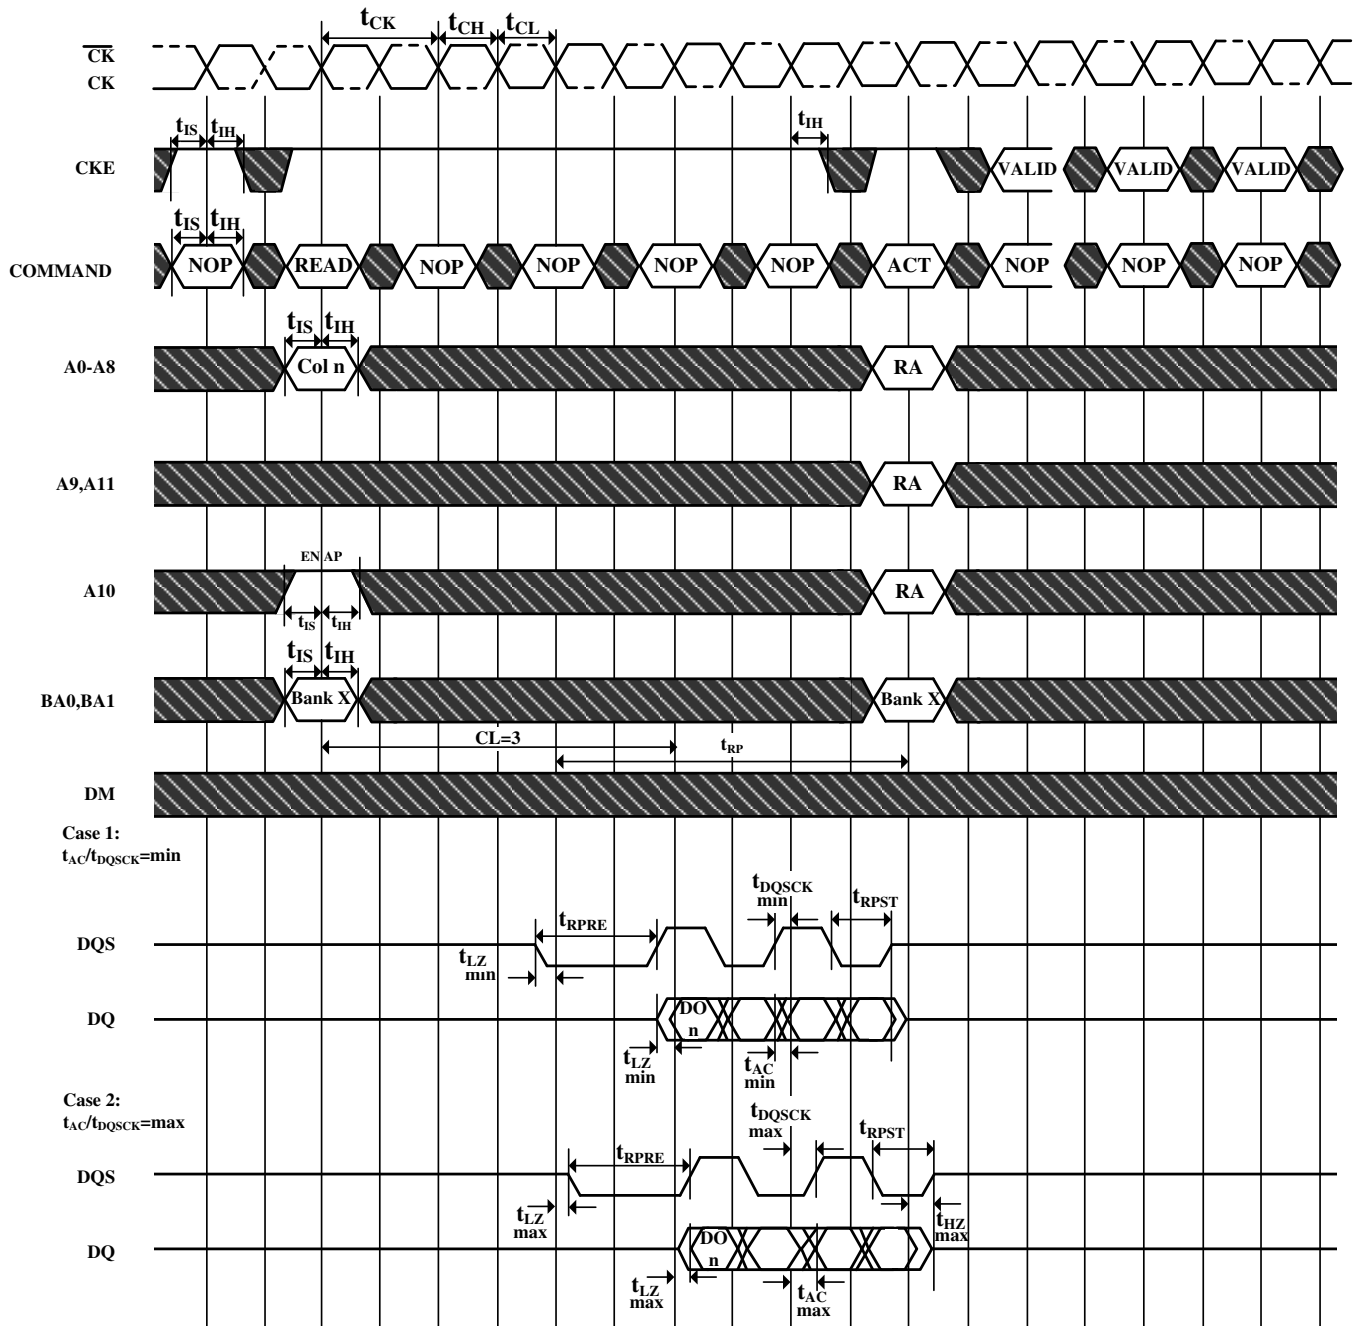 tCK tCH tCL
CK
CK
tIS tIH tIH
CKE VALID VALID VALID
tIS tIH
COMMAND NOP READ NOP NOP NOP NOP ACT NOP NOP NOP
tIS tIH
A0-A8 Col n RA
A9,A11 RA
EN AP
A10 RA
tIS tIH
tIS tIH
BA0,BA1 Bank X Bank X
CL=3 tRP
DM
Case 1:
tAC/tDQSCK=min
tDQSCK min tRPST
tRPRE
DQS
tLZ min
DQ DO n
tLZ min tAC min
Case 2:
tAC/tDQSCK=max
tDQSCK max tRPST
tRPRE
DQS
tLZ max tHZ max
DQ DO n
tLZ max tAC max